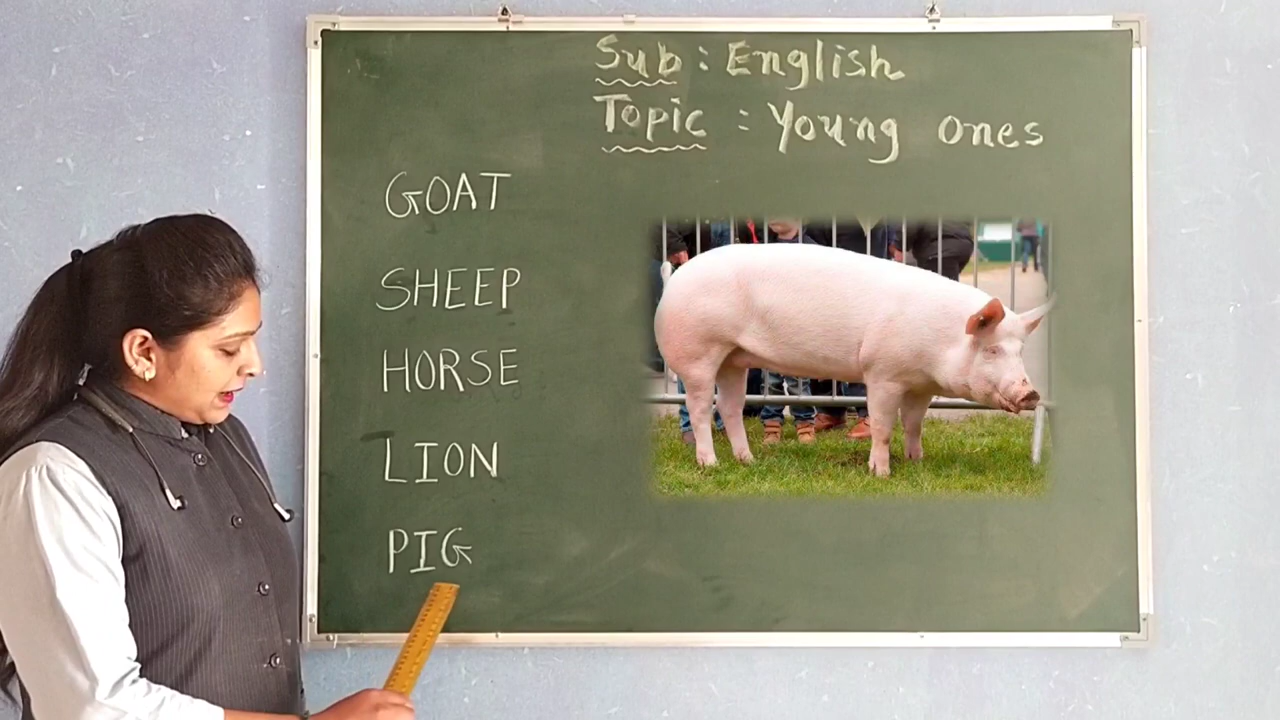 Sub : English
Topic : Young ones
GOAT
SHEEP
HORSE
LION
PIG